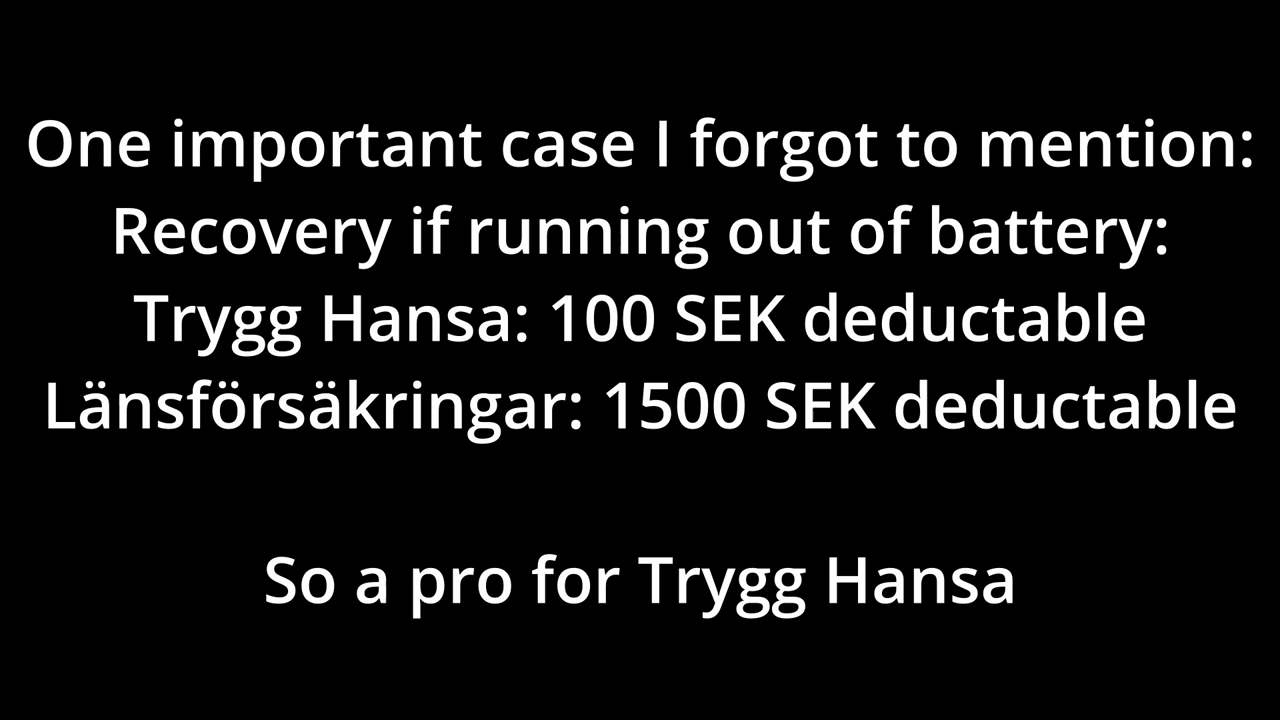 One important case I forgot to mention:
Recovery if running out of battery:
Trygg Hansa: 100 SEK deductable
Länsförsäkringar: 1500 SEK deductable
So a pro for Trygg Hansa